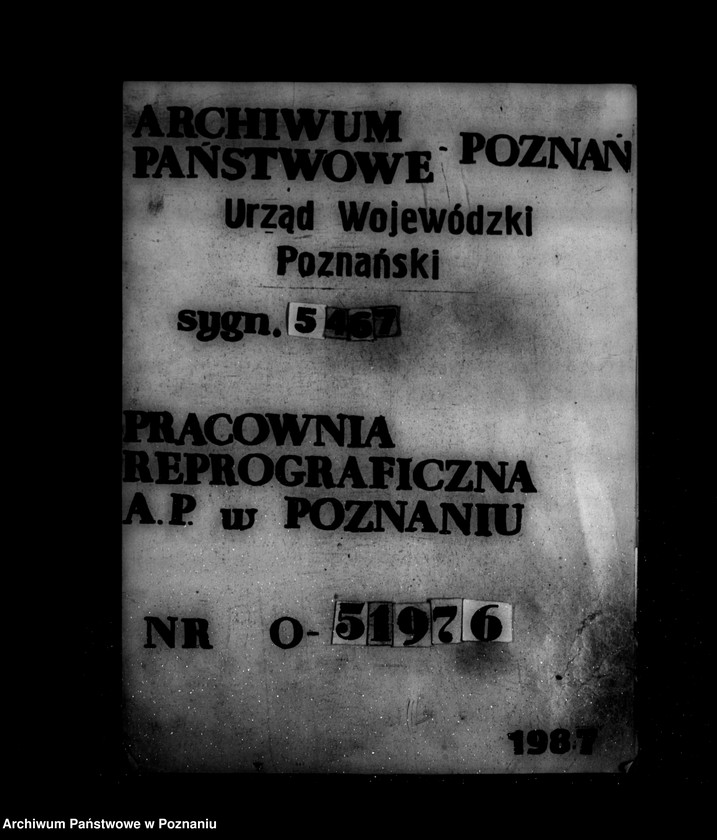 ARCHIWUM
PAŃSTWOWE - POZNAŃ
Urząd Wojewódzki
Poznański
sygn. 5467
PRACOWNIA
REPROGRAFICZNA
A.P. w POZNANIU
NR O-51976
1987
Archiwum Państwowe w Poznaniu